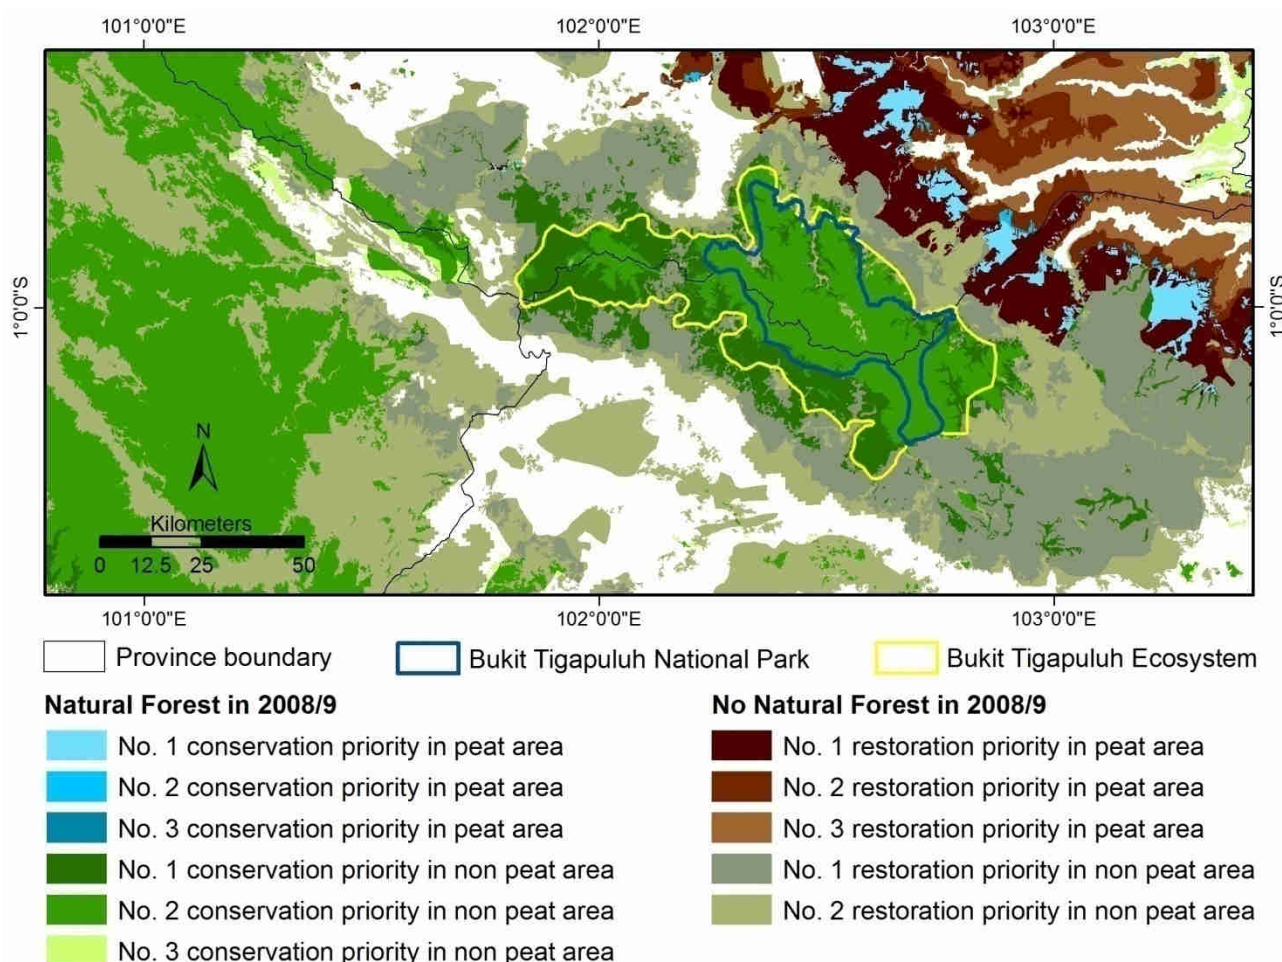 101°0'0"E 102°0'0"E 103°0'0"E
1°0'0"S 1°0'0"S
N
Kilometers
0 12.5 25 50
101°0'0"E 102°0'0"E 103°0'0"E
Province boundary Bukit Tigapuluh National Park Bukit Tigapuluh Ecosystem
Natural Forest in 2008/9
No. 1 conservation priority in peat area
No. 2 conservation priority in peat area
No. 3 conservation priority in peat area
No. 1 conservation priority in non peat area
No. 2 conservation priority in non peat area
No. 3 conservation priority in non peat area
No Natural Forest in 2008/9
No. 1 restoration priority in peat area
No. 2 restoration priority in peat area
No. 3 restoration priority in peat area
No. 1 restoration priority in non peat area
No. 2 restoration priority in non peat area